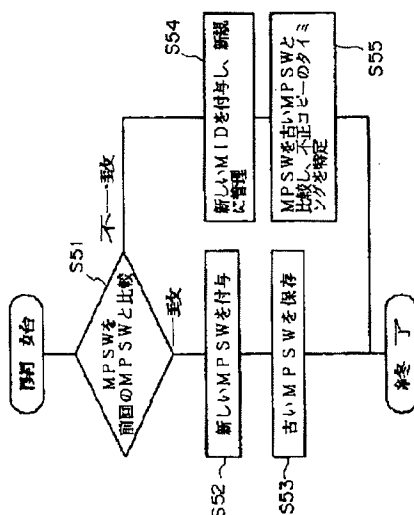 開始
S51
MPSWを
前回のMPSWと比較
一致
不一致
S52
新しいMPSWを付与
S53
古いMPSWを保存
S54
新しいMIDを付与し、新規
に管理
S55
MPSWを古いMPSWと
比較し、不正コピーのタイミ
ングを特定
終了